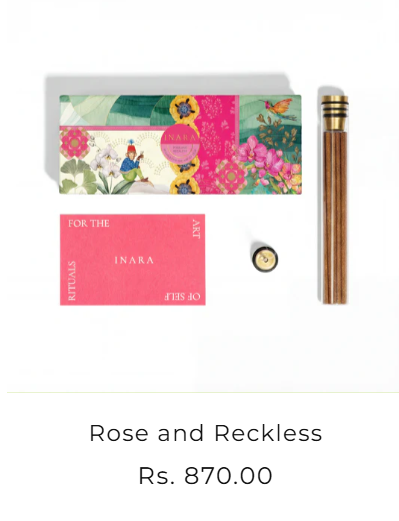 INARA
FOR THE
ART
INARA
RITUALS
OF SELF
Rose and Reckless
Rs. 870.00